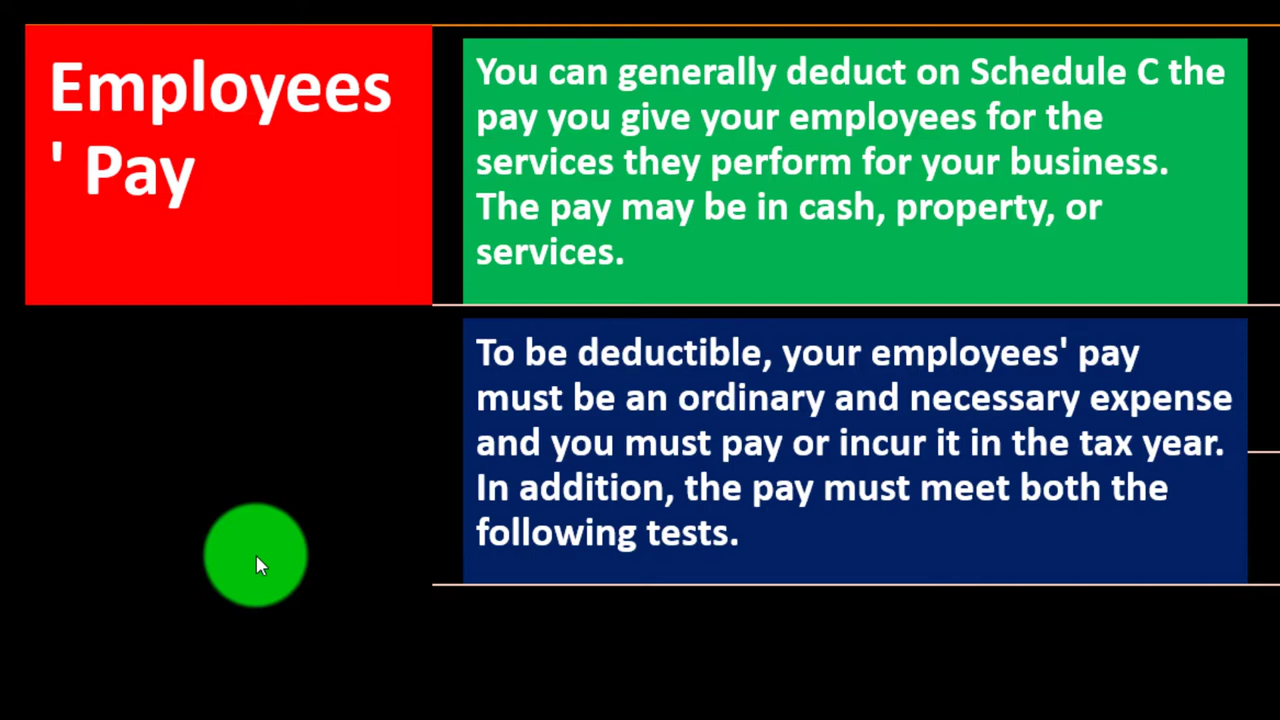 Employees
' Pay
You can generally deduct on Schedule C the
pay you give your employees for the
services they perform for your business.
The pay may be in cash, property, or
services.
To be deductible, your employees' pay
must be an ordinary and necessary expense
and you must pay or incur it in the tax year.
In addition, the pay must meet both the
following tests.